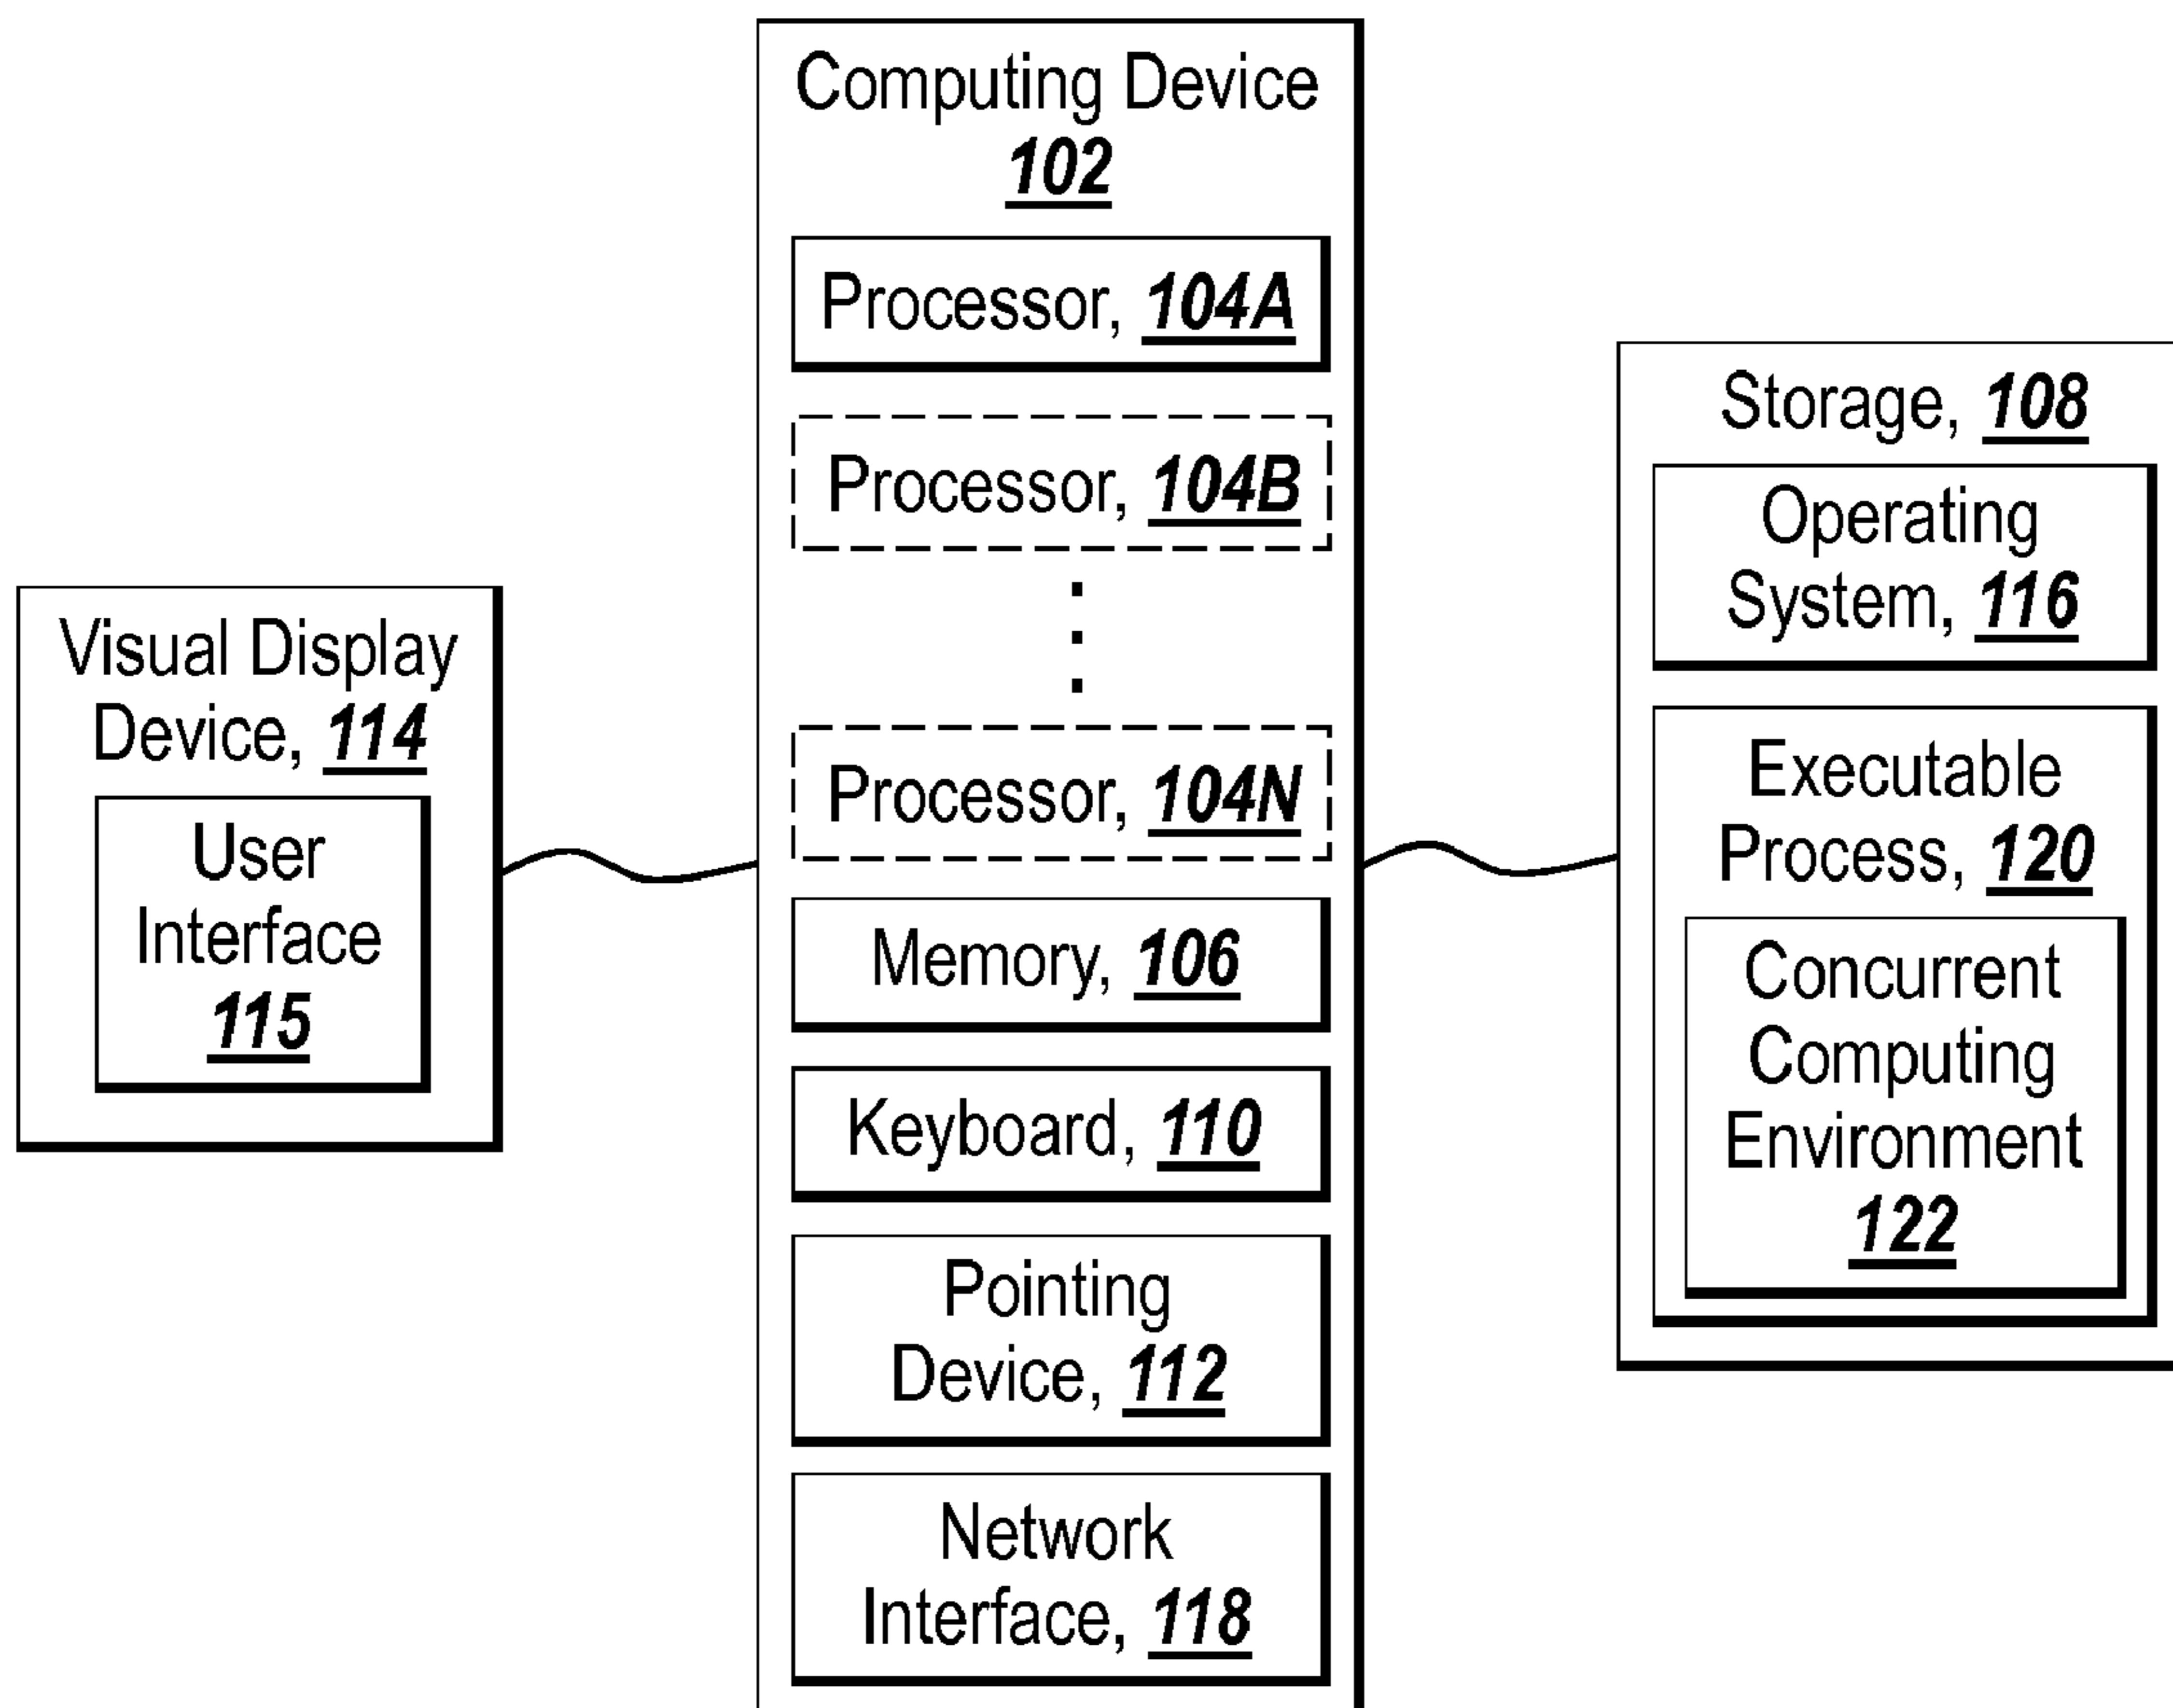 Visual Display
Device, 114
User
Interface
115
Computing Device
102
Processor, 104A
Processor, 104B
Processor, 104N
Memory, 106
Keyboard, 110
Pointing
Device, 112
Network
Interface, 118
Storage, 108
Operating
System, 116
Executable
Process, 120
Concurrent
Computing
Environment
122